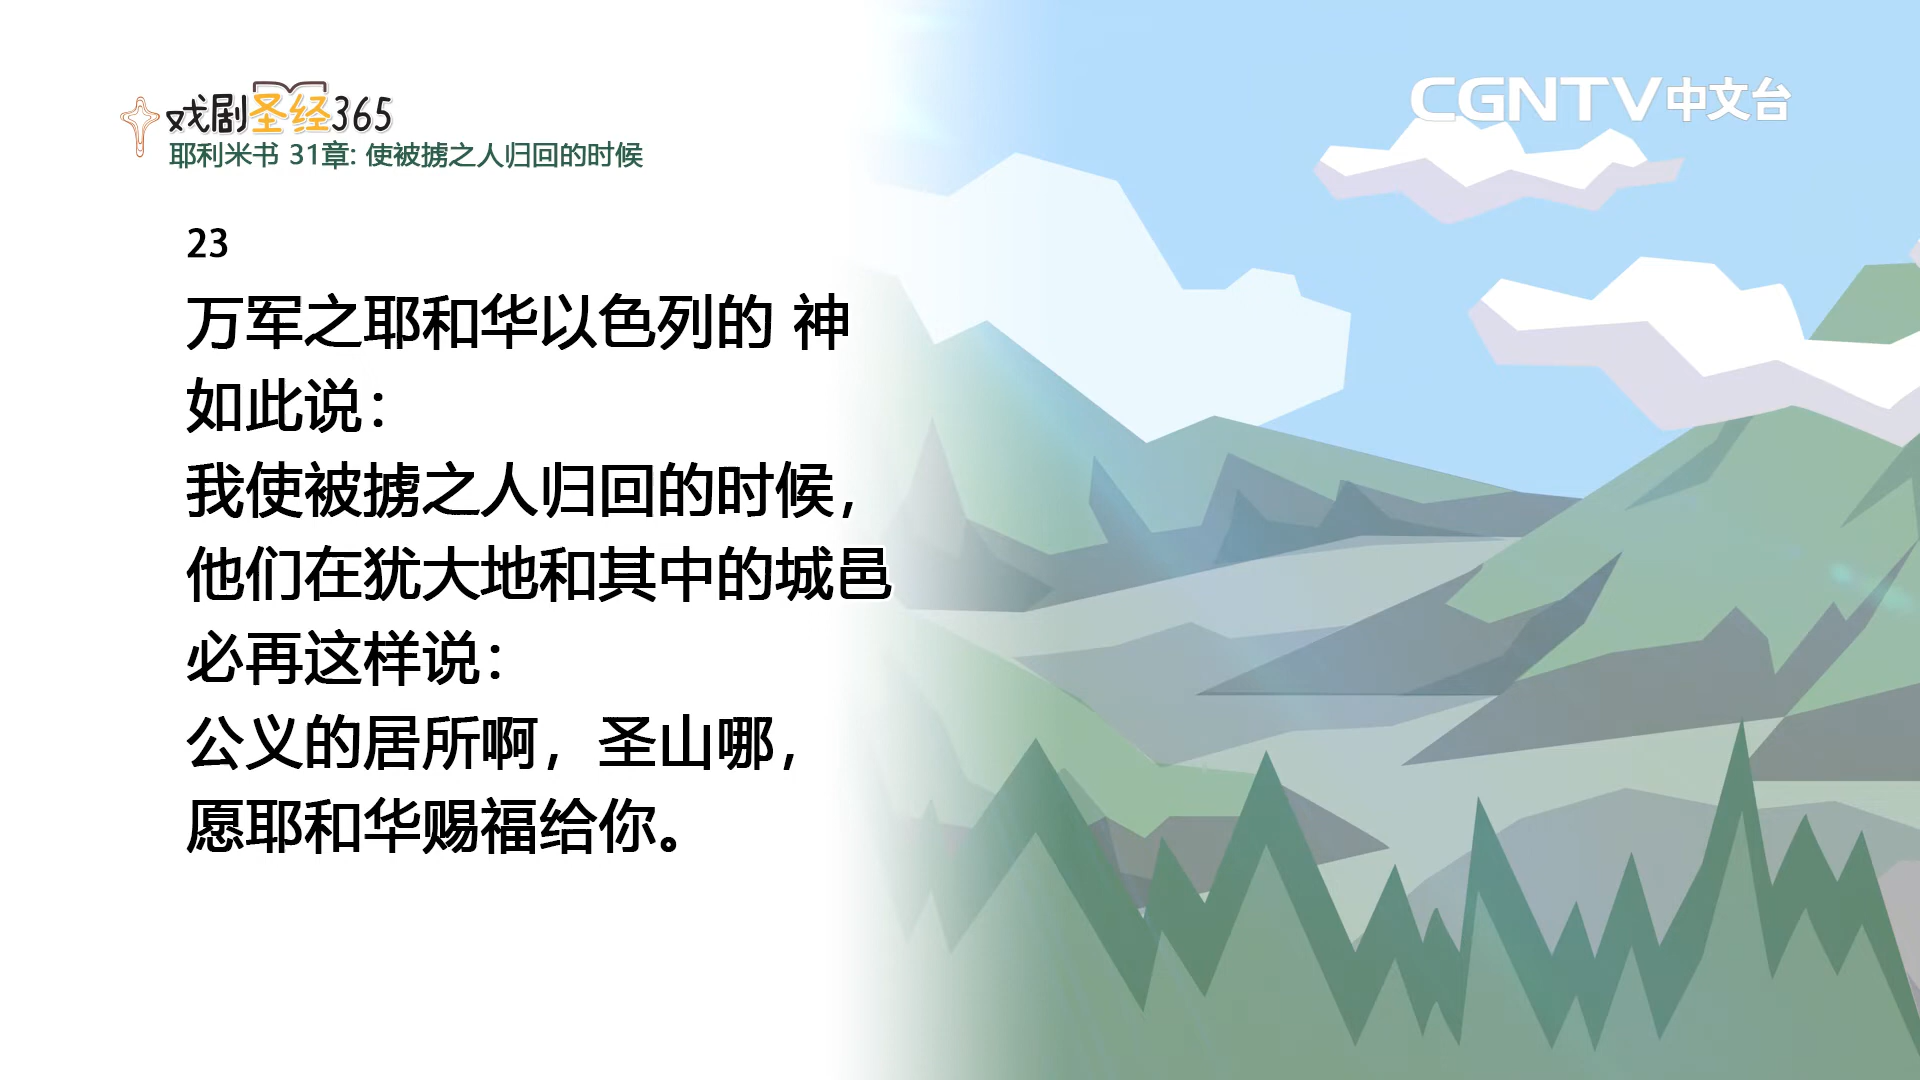 戏剧圣经365
CGNTV中文台
耶利米书 31章: 使被掳之人归回的时候
23
万军之耶和华以色列的 神
如此说：
我使被掳之人归回的时候，
他们在犹大地和其中的城邑
必再这样说：
公义的居所啊，圣山哪，
愿耶和华赐福给你。